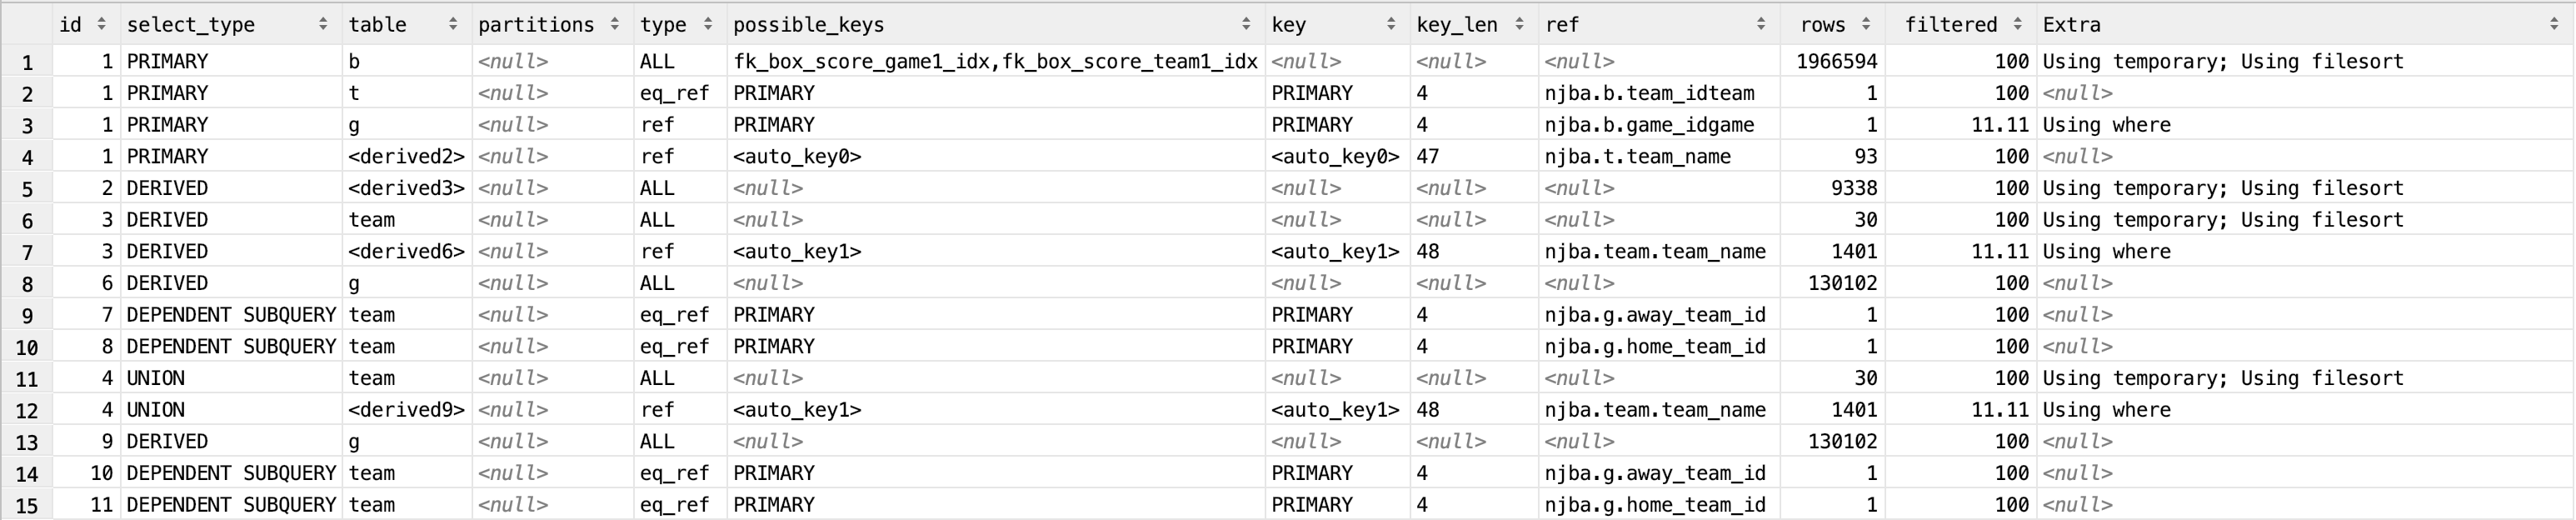 id select_type table partitions type possible_keys key key_len ref rows filtered Extra
1 1 PRIMARY b <null> ALL fk_box_score_game1_idx,fk_box_score_team1_idx <null> <null> <null> 1966594 100 Using temporary; Using filesort
2 1 PRIMARY t <null> eq_ref PRIMARY PRIMARY 4 njba.b.team_idteam 1 100 <null>
3 1 PRIMARY g <null> ref PRIMARY PRIMARY 4 njba.b.game_idgame 1 11.11 Using where
4 1 PRIMARY <derived2> <null> ref <auto_key0> <auto_key0> 47 njba.t.team_name 93 100 <null>
5 2 DERIVED <derived3> <null> ALL <null> <null> <null> <null> 9338 100 Using temporary; Using filesort
6 3 DERIVED team <null> ALL <null> <null> <null> <null> 30 100 Using temporary; Using filesort
7 3 DERIVED <derived6> <null> ref <auto_key1> <auto_key1> 48 njba.team.team_name 1401 11.11 Using where
8 6 DERIVED g <null> ALL <null> <null> <null> <null> 130102 100 <null>
9 7 DEPENDENT SUBQUERY team <null> eq_ref PRIMARY PRIMARY 4 njba.g.away_team_id 1 100 <null>
10 8 DEPENDENT SUBQUERY team <null> eq_ref PRIMARY PRIMARY 4 njba.g.home_team_id 1 100 <null>
11 4 UNION team <null> ALL <null> <null> <null> <null> 30 100 Using temporary; Using filesort
12 4 UNION <derived9> <null> ref <auto_key1> <auto_key1> 48 njba.team.team_name 1401 11.11 Using where
13 9 DERIVED g <null> ALL <null> <null> <null> <null> 130102 100 <null>
14 10 DEPENDENT SUBQUERY team <null> eq_ref PRIMARY PRIMARY 4 njba.g.away_team_id 1 100 <null>
15 11 DEPENDENT SUBQUERY team <null> eq_ref PRIMARY PRIMARY 4 njba.g.home_team_id 1 100 <null>